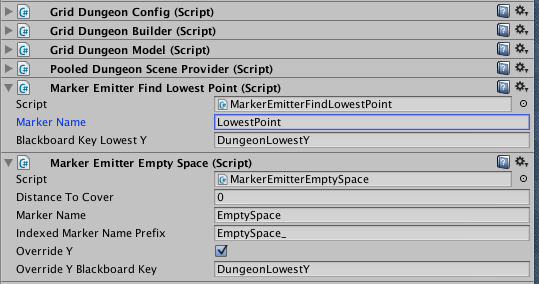 Grid Dungeon Config (Script)
Grid Dungeon Builder (Script)
Grid Dungeon Model (Script)
Pooled Dungeon Scene Provider (Script)
Marker Emitter Find Lowest Point (Script)
Script MarkerEmitterFindLowestPoint
Marker Name LowestPoint
Blackboard Key Lowest Y DungeonLowestY
Marker Emitter Empty Space (Script)
Script MarkerEmitterEmptySpace
Distance To Cover 0
Marker Name EmptySpace
Indexed Marker Name Prefix EmptySpace_
Override Y
Override Y Blackboard Key DungeonLowestY